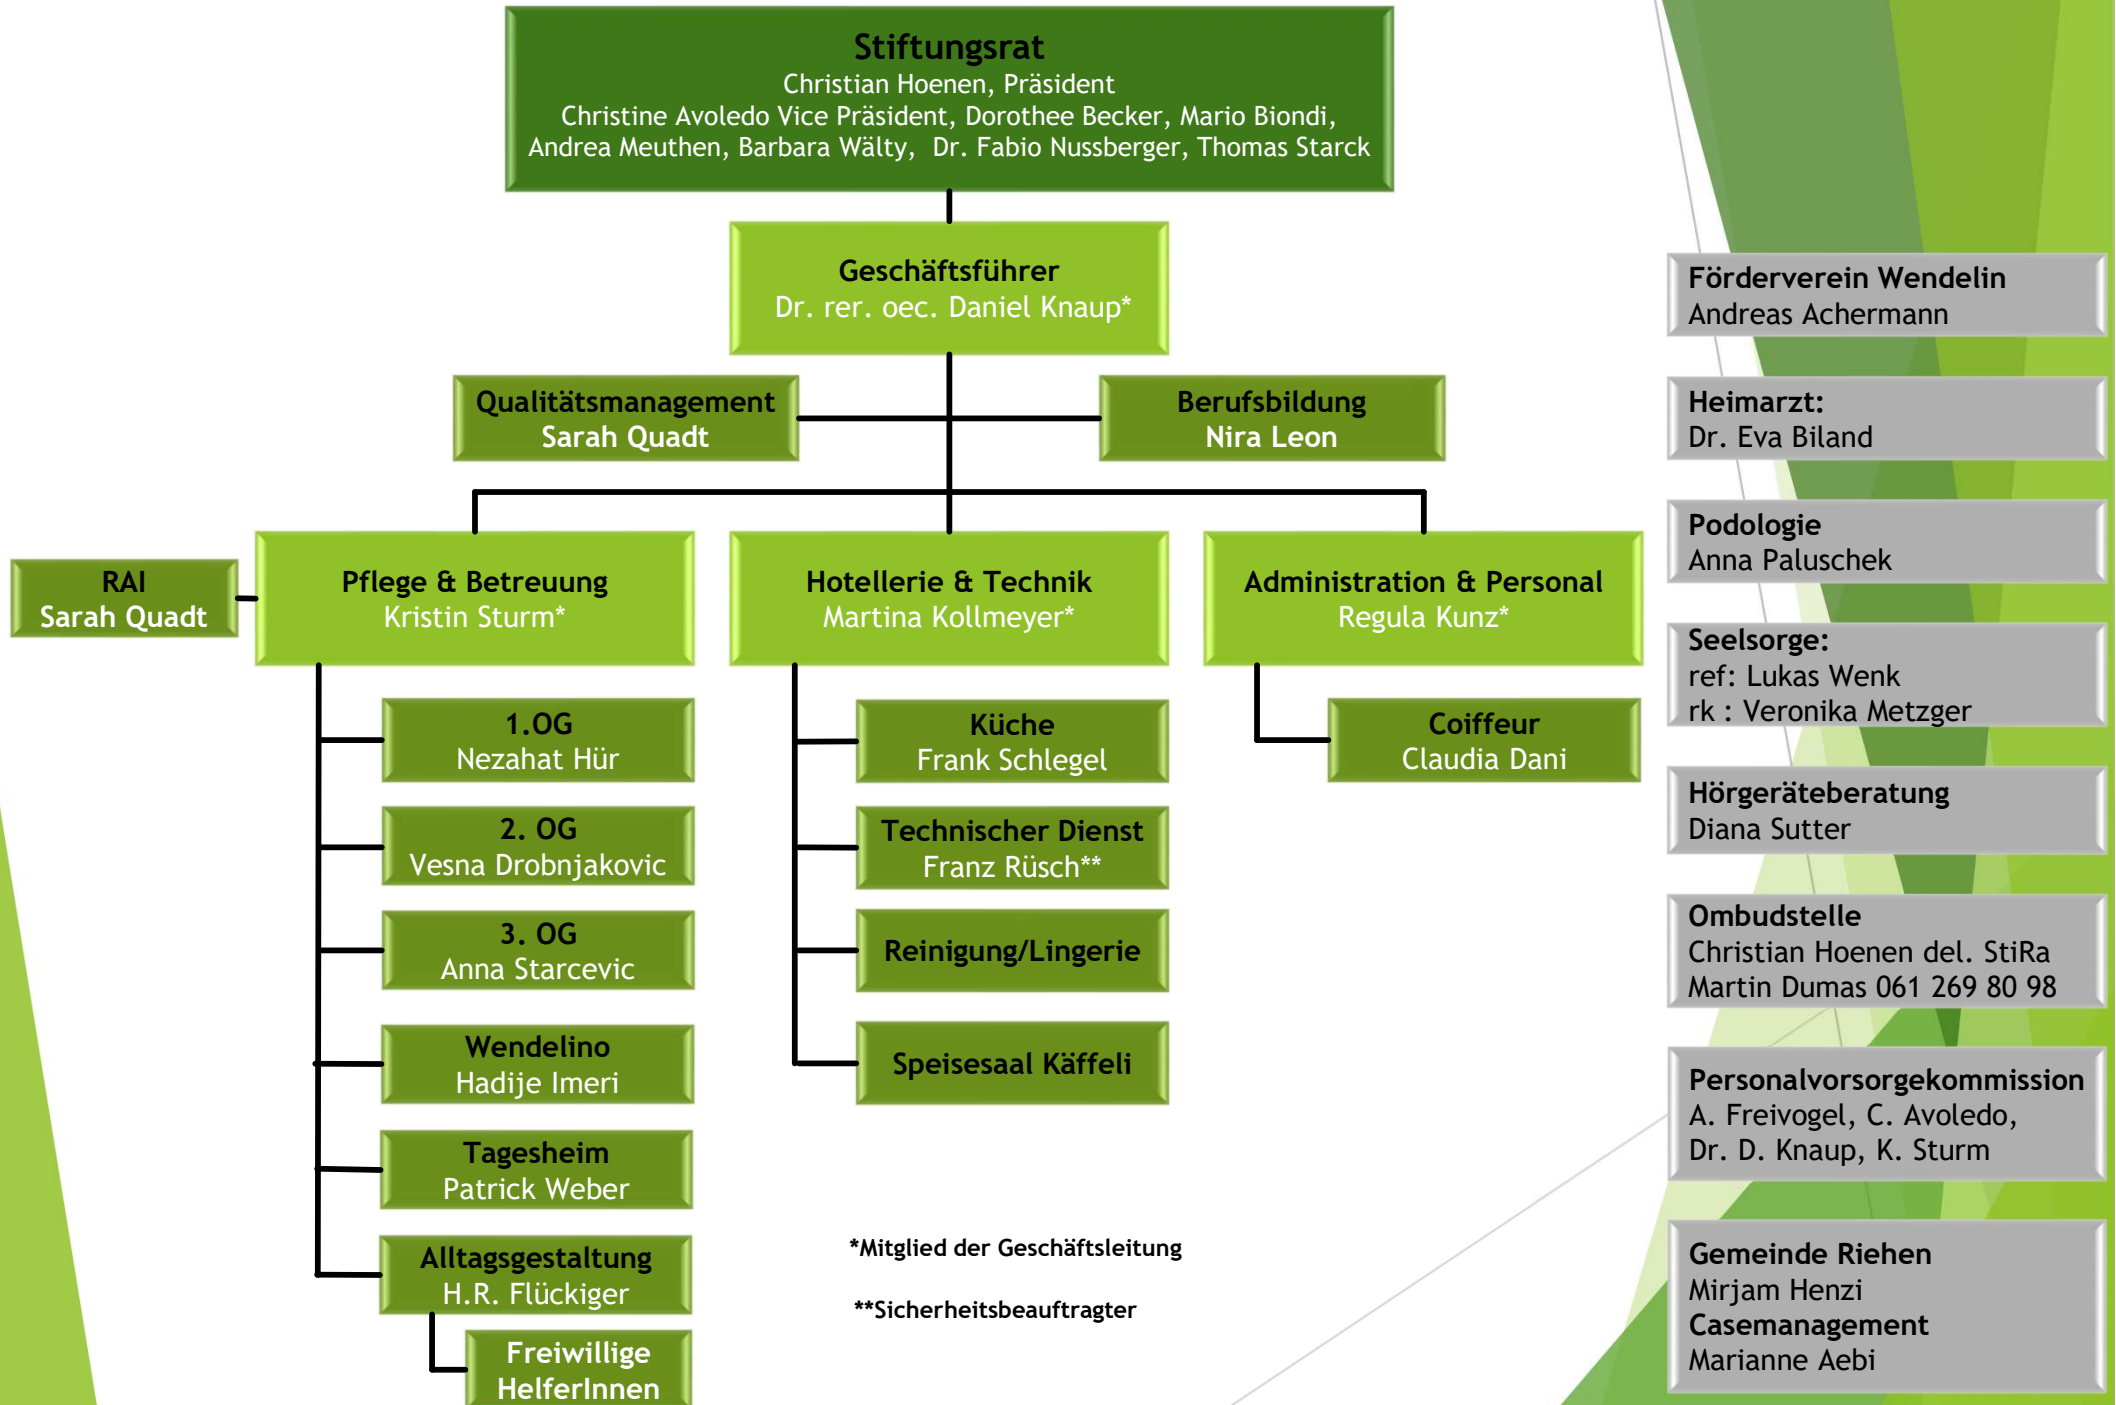 Stiftungsrat
Christian Hoenen, Präsident
Christine Avoledo Vice Präsident, Dorothee Becker, Mario Biondi,
Andrea Meuthen, Barbara Wälty, Dr. Fabio Nussberger, Thomas Starck
Geschäftsführer
Dr. rer. oec. Daniel Knaup*
Qualitätsmanagement
Sarah Quadt
Berufsbildung
Nira Leon
RAI
Sarah Quadt
Pflege & Betreuung
Kristin Sturm*
Hotellerie & Technik
Martina Kollmeyer*
Administration & Personal
Regula Kunz*
1.OG
Nezahat Hür
2. OG
Vesna Drobnjakovic
3. OG
Anna Starcevic
Wendelino
Hadije Imeri
Tagesheim
Patrick Weber
Alltagsgestaltung
H.R. Flückiger
Freiwillige
HelferInnen
Küche
Frank Schlegel
Technischer Dienst
Franz Rüsch**
Reinigung/Lingerie
Speisesaal Käffeli
Coiffeur
Claudia Dani
*Mitglied der Geschäftsleitung
**Sicherheitsbeauftragter
Förderverein Wendelin
Andreas Achermann
Heimarzt:
Dr. Eva Biland
Podologie
Anna Paluschek
Seelsorge:
ref: Lukas Wenk
rk : Veronika Metzger
Hörgeräteberatung
Diana Sutter
Ombudstelle
Christian Hoenen del. StiRa
Martin Dumas 061 269 80 98
Personalvorsorgekommission
A. Freivogel, C. Avoledo,
Dr. D. Knaup, K. Sturm
Gemeinde Riehen
Mirjam Henzi
Casemanagement
Marianne Aebi